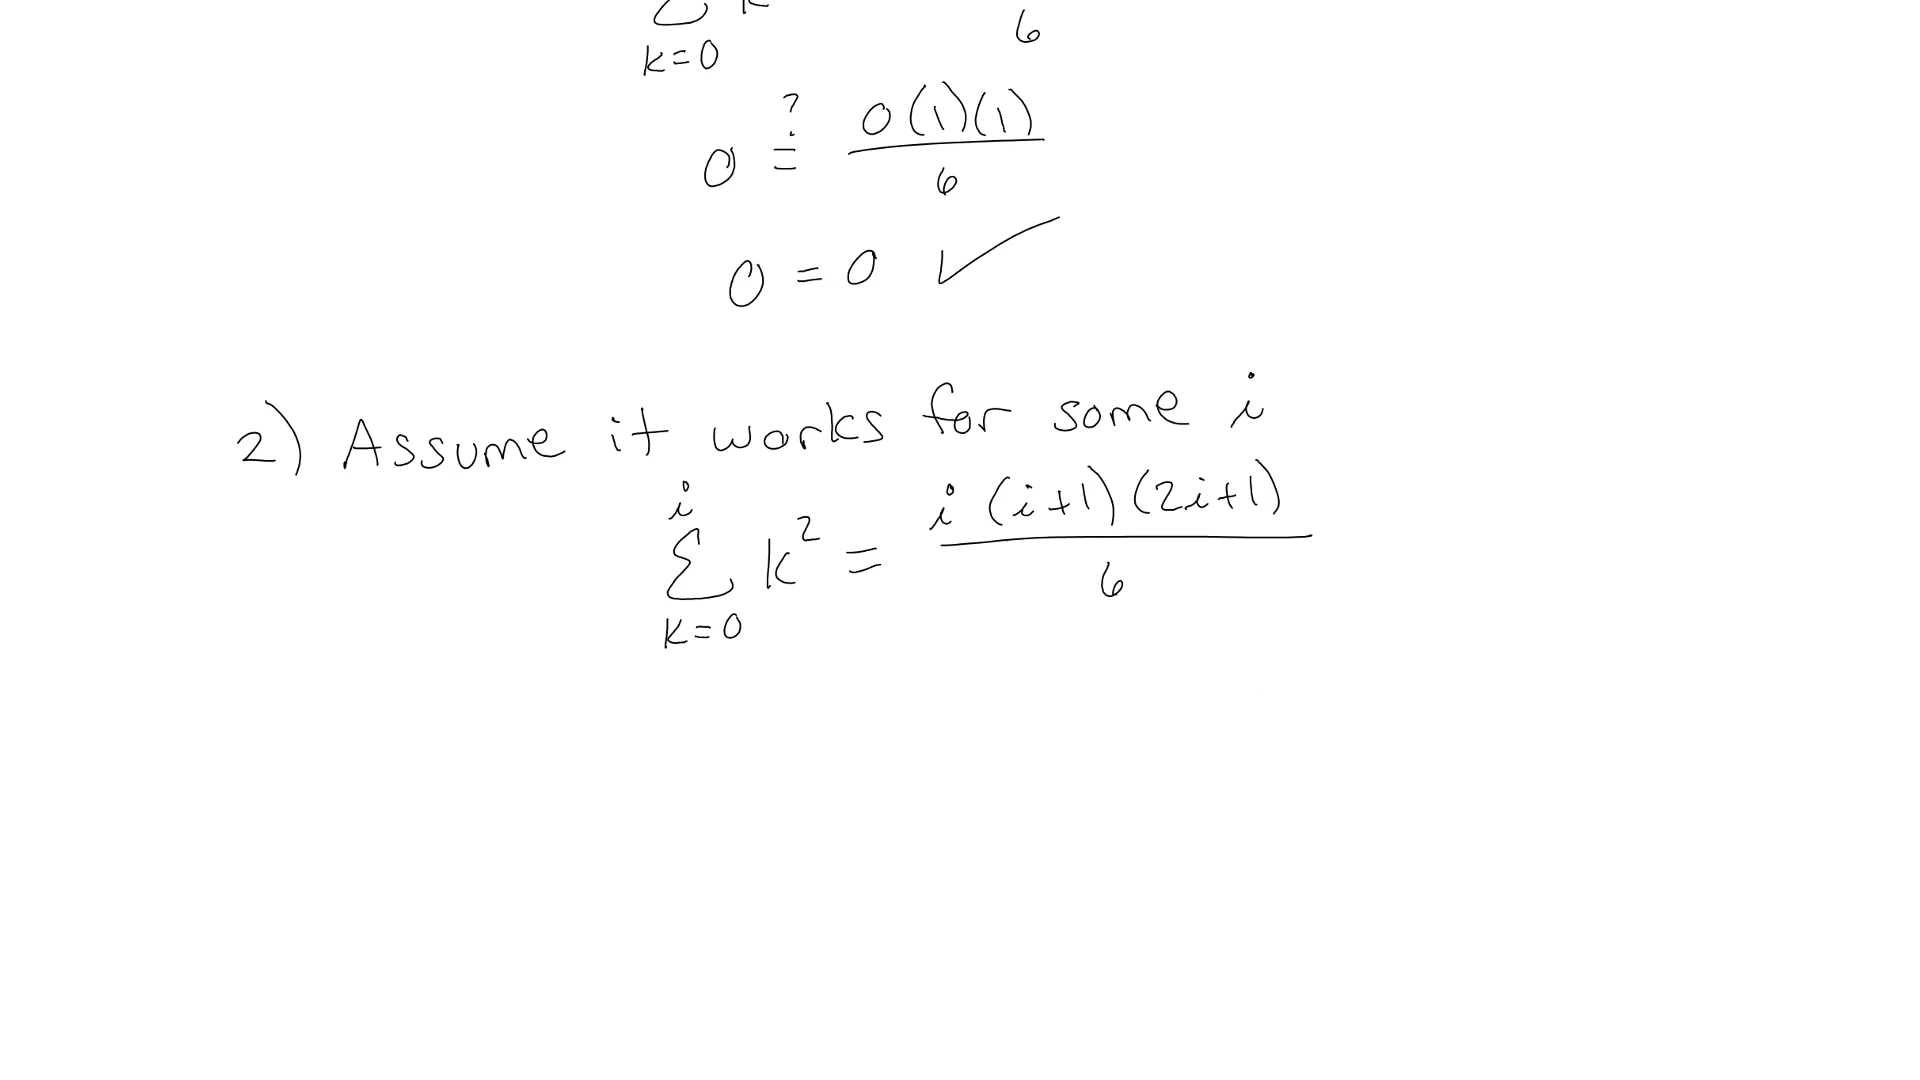 Σ k
k=0
6
0 ?= 0(1)(1)
6
0 = 0 ✓
2) Assume it works for some i
i
Σ k² = i(i+1)(2i+1)
6
k=0